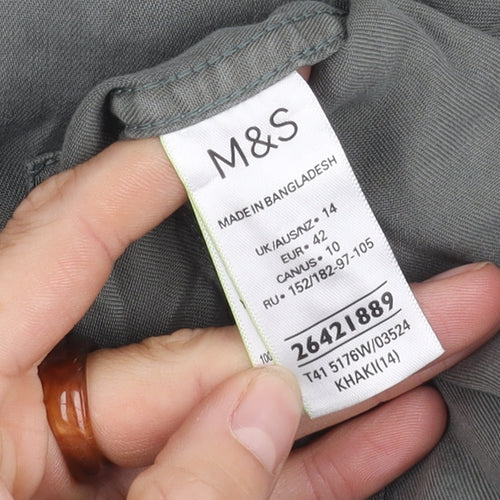 M&S
MADE IN BANGLADESH
UK/AUS/NZ• 14
EUR• 42
CAN/US• 10
RU• 152/182-97-105
26421889
T41 5176W/03524
KHAKI(14)
100